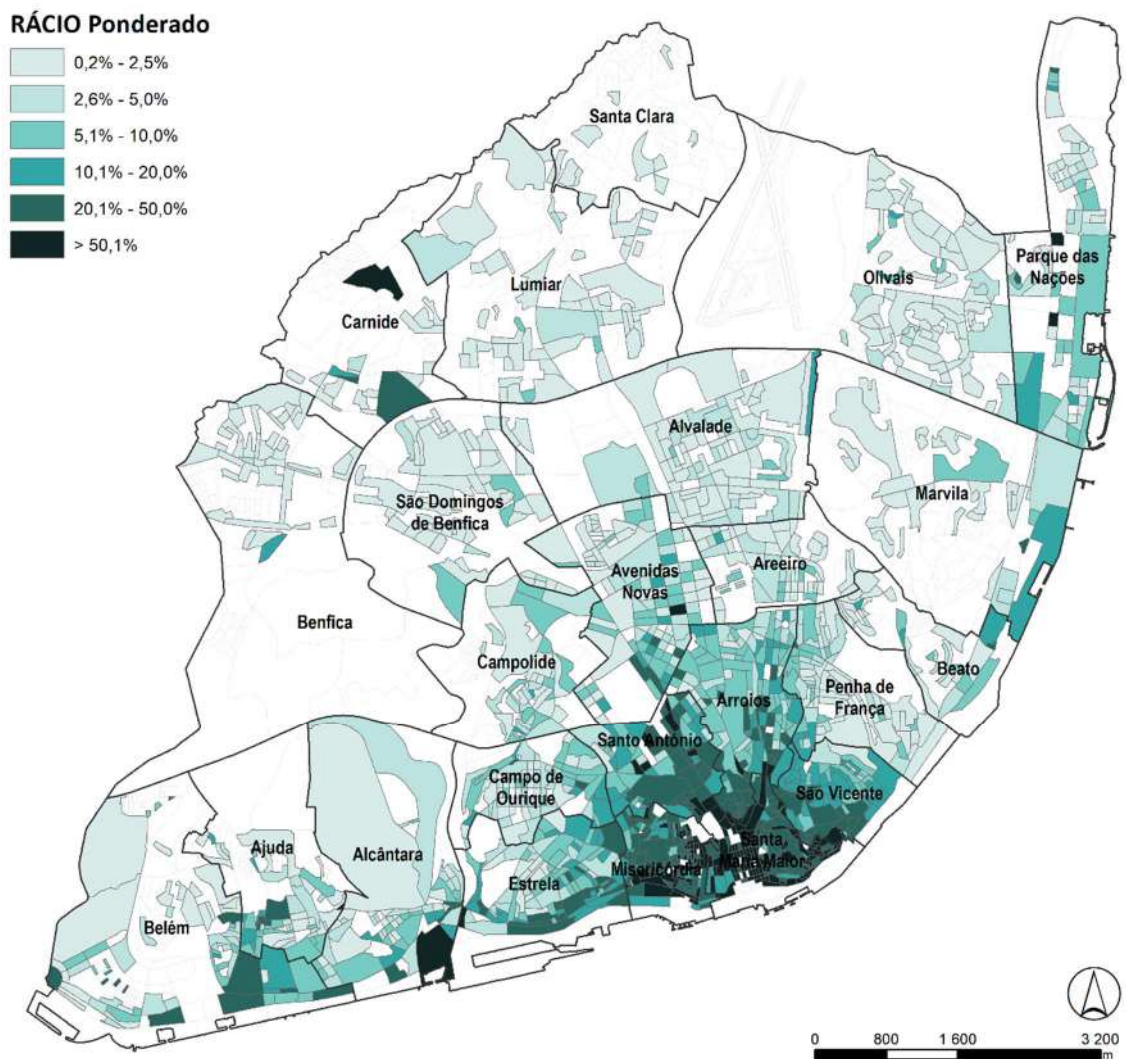 RÁCIO Ponderado
0,2% - 2,5%
2,6% - 5,0%
5,1% - 10,0%
10,1% - 20,0%
20,1% - 50,0%
> 50,1%
Santa Clara
Lumiar
Carnide
Olivais
Parque das
Nações
Alvalade
Marvila
São Domingos
de Benfica
Avenidas
Novas
Areeiro
Benfica
Campolide
Beato
Penha de
França
Arroios
Santo António
Campo de
Ourique
São Vicente
Ajuda
Alcântara
Santa
Maria Maior
Misericórdia
Estrela
Belém
0 800 1 600 3 200
m